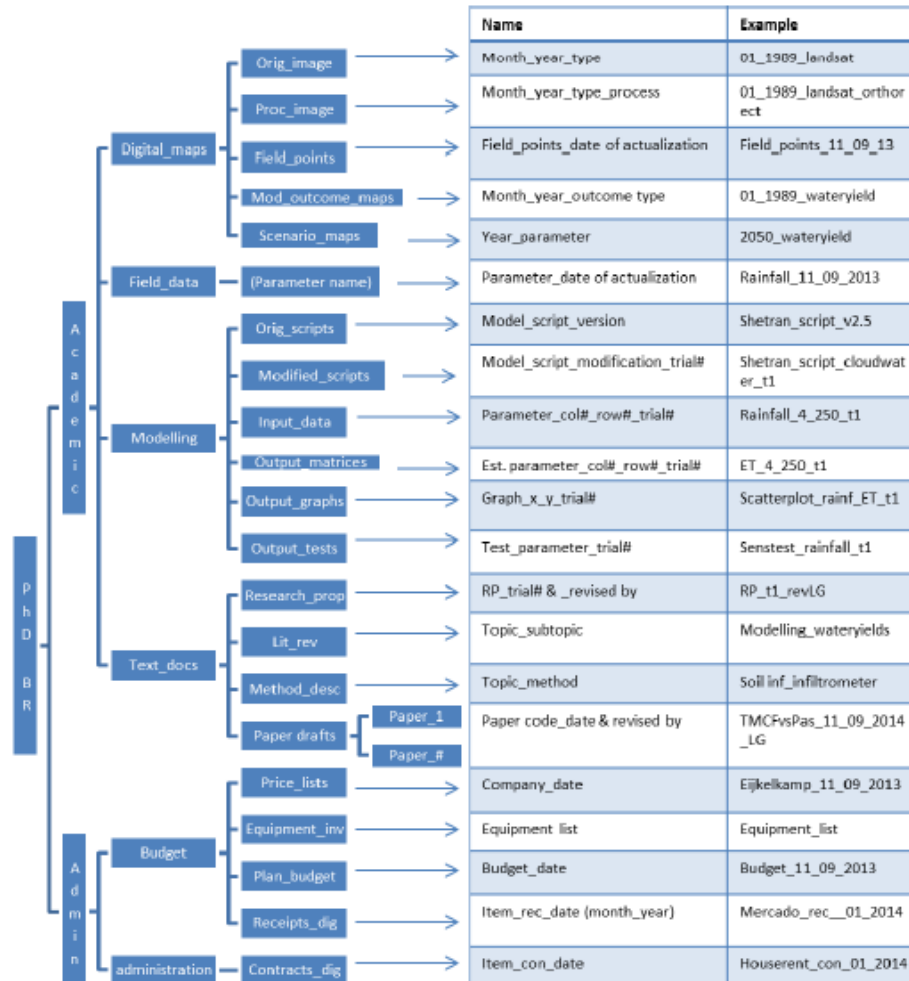 Name Example
Orig_image Month_year_type 01_1989_landsat
Proc_image Month_year_type_process 01_1989_landsat_orthor
ect
Digital_maps
Field_points Field_points_date of actualization Field_points_11_09_13
Mod_outcome_maps Month_year_outcome type 01_1989_wateryield
Scenario_maps Year_parameter 2050_wateryield
Field_data (Parameter name) Parameter_date of actualization Rainfall_11_09_2013
Academic
Orig_scripts Model_script_version Shetran_script_v2.5
Modified_scripts Model_script_modification_trial# Shetran_script_cloudwat
er_t1
Input_data Parameter_col#_row#_trial# Rainfall_4_250_t1
Modelling
Output_matrices Est. parameter_col#_row#_trial# ET_4_250_t1
Output_graphs Graph_x_y_trial# Scatterplot_rainf_ET_t1
Output_tests Test_parameter_trial# Senstest_rainfall_t1
PhD BR
Research_prop RP_trial# & _revised by RP_t1_revLG
Lit_rev Topic_subtopic Modelling_wateryields
Text_docs
Method_desc Topic_method Soil inf_infiltrometer
Paper drafts Paper_1 Paper code_date & revised by TMCFvsPas_11_09_2014
_LG
Paper_#
Price_lists Company_date Eijkelkamp_11_09_2013
Equipment_inv Equipment list Equipment_list
Budget
Plan_budget Budget_date Budget_11_09_2013
Admin
Receipts_dig Item_rec_date (month_year) Mercado_rec__01_2014
administration Contracts_dig Item_con_date Houserent_con_01_2014